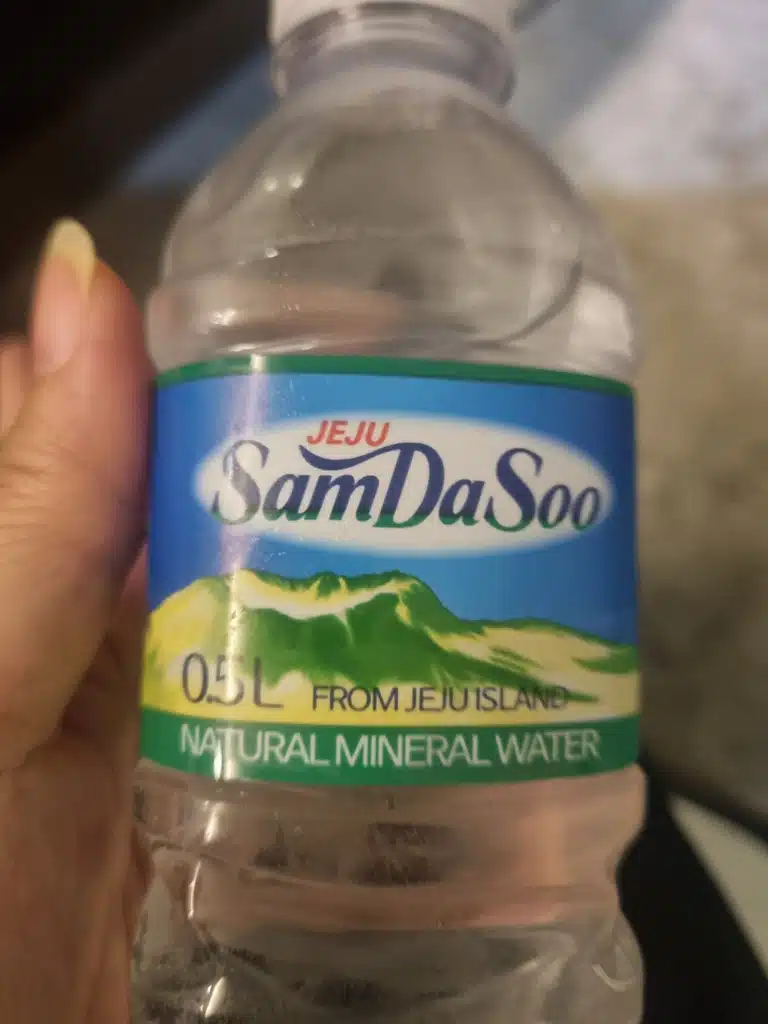 JEJU
SamDaSoo
0.5L FROM JEJU ISLAND
NATURAL MINERAL WATER